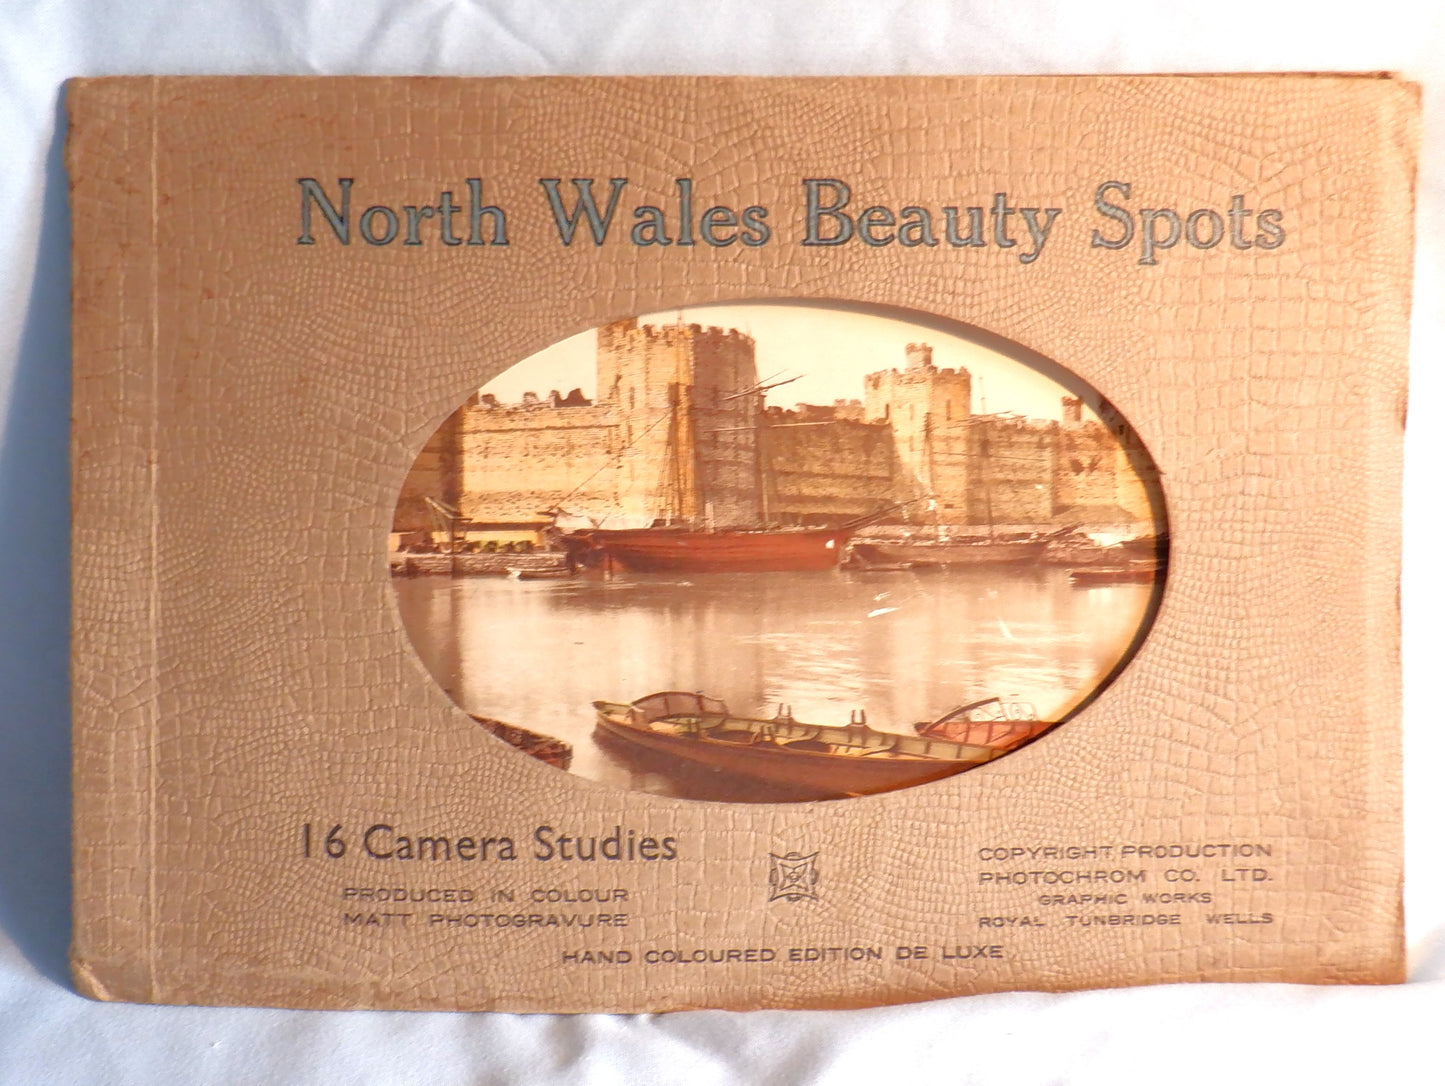 North Wales Beauty Spots
16 Camera Studies
PRODUCED IN COLOUR
MATT PHOTOGRAVURE
COPYRIGHT PRODUCTION
PHOTOCHROM CO. LTD.
GRAPHIC WORKS
ROYAL TUNBRIDGE WELLS
HAND COLOURED EDITION DE LUXE